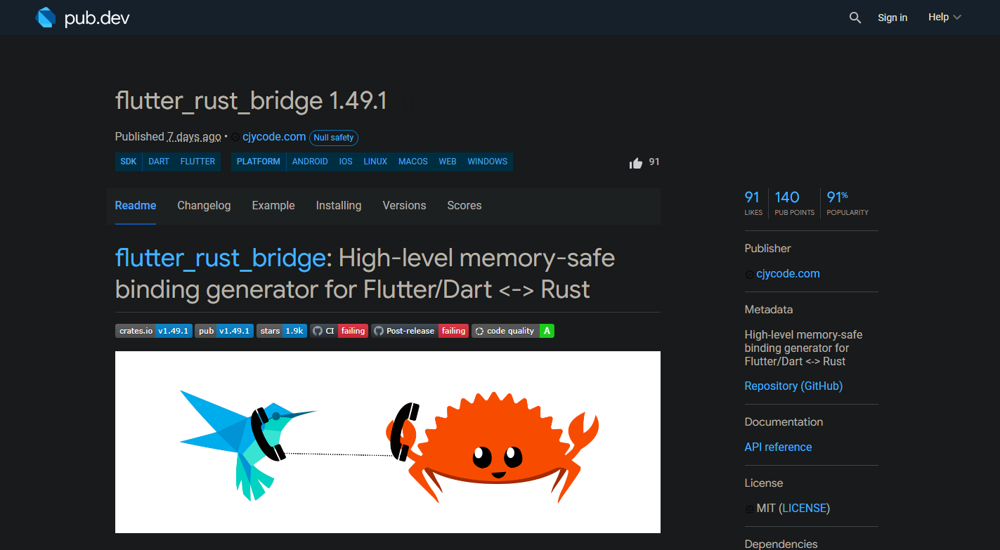 pub.dev
Sign in
Help
flutter_rust_bridge 1.49.1
Published 7 days ago • cjycode.com Null safety
SDK DART FLUTTER PLATFORM ANDROID IOS LINUX MACOS WEB WINDOWS
91
Readme Changelog Example Installing Versions Scores
flutter_rust_bridge: High-level memory-safe
binding generator for Flutter/Dart <-> Rust
crates.io v1.49.1 pub v1.49.1 stars 1.9k CI failing Post-release failing code quality A
91 140 91%
LIKES PUB POINTS POPULARITY
Publisher
cjycode.com
Metadata
High-level memory-safe
binding generator for
Flutter/Dart <-> Rust
Repository (GitHub)
Documentation
API reference
License
MIT (LICENSE)
Dependencies